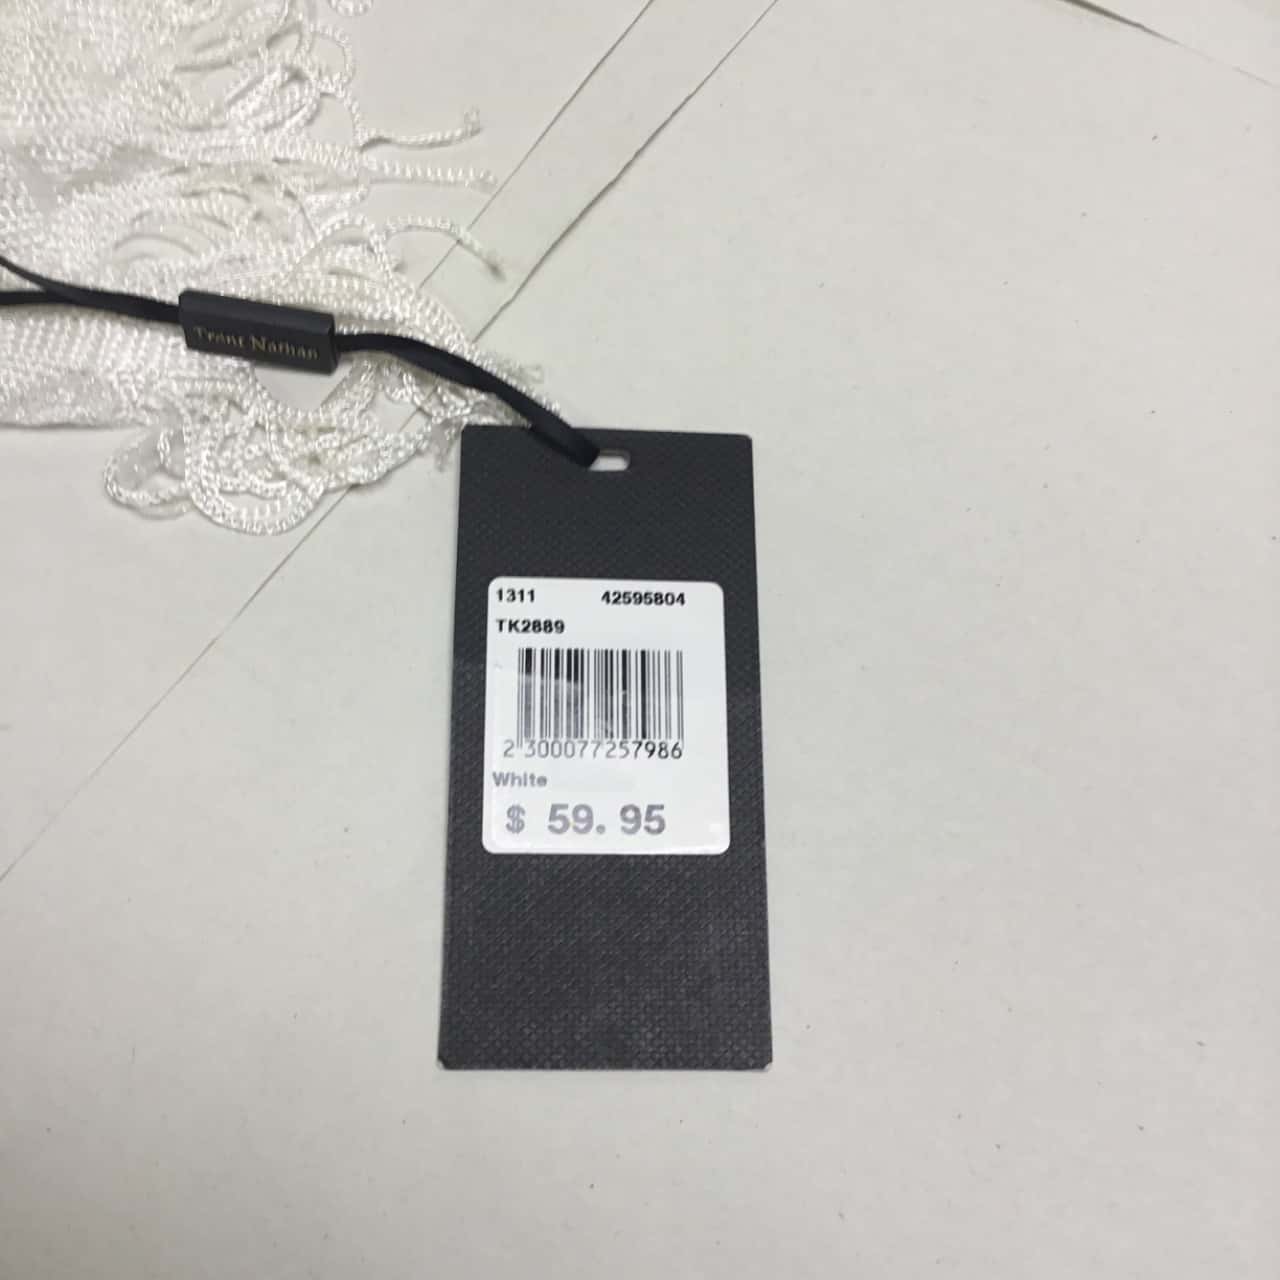 Trent Nathan
1311 42595804
TK2889
2 300077257986
White
$ 59.95